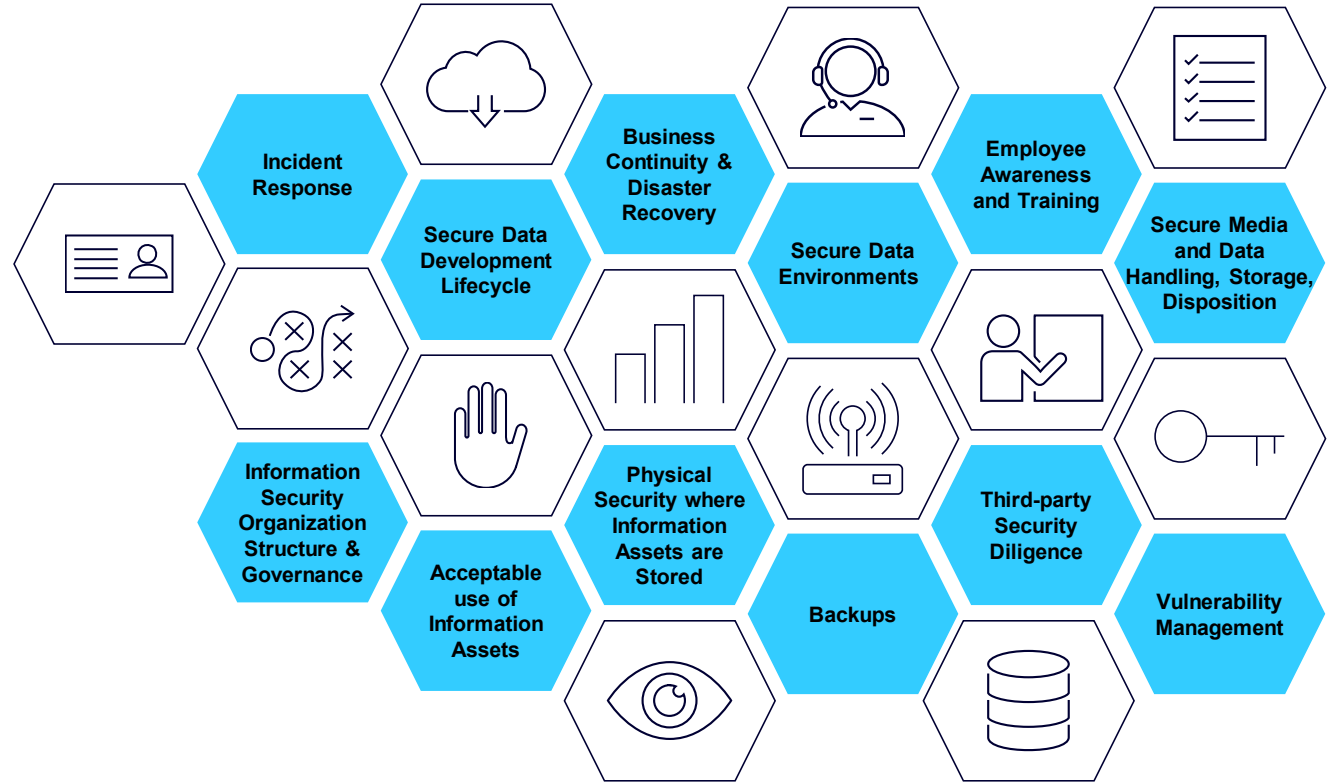 Incident
Response
Business
Continuity &
Disaster
Recovery
Employee
Awareness
and Training
Secure Data
Development
Lifecycle
Secure Data
Environments
Secure Media
and Data
Handling, Storage,
Disposition
Information
Security
Organization
Structure &
Governance
Physical
Security where
Information
Assets are
Stored
Third-party
Security
Diligence
Acceptable
use of
Information
Assets
Backups
Vulnerability
Management